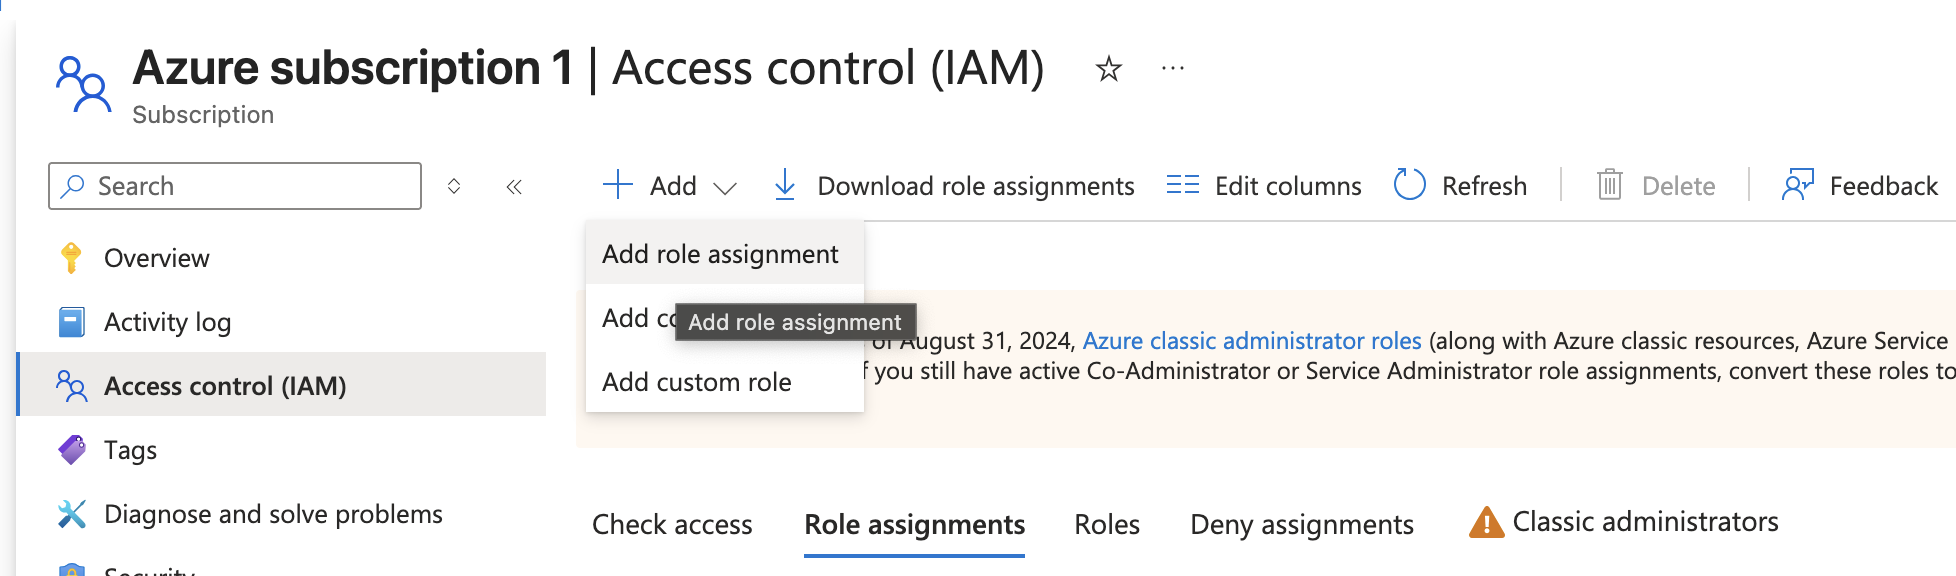 Azure subscription 1 | Access control (IAM)
Subscription
Search
Add
Download role assignments
Edit columns
Refresh
Delete
Feedback
Overview
Activity log
Access control (IAM)
Tags
Diagnose and solve problems
Security
Add role assignment
Add
Add role assignment
Add custom role
of August 31, 2024, Azure classic administrator roles (along with Azure classic resources, Azure Service
you still have active Co-Administrator or Service Administrator role assignments, convert these roles to
Check access
Role assignments
Roles
Deny assignments
Classic administrators